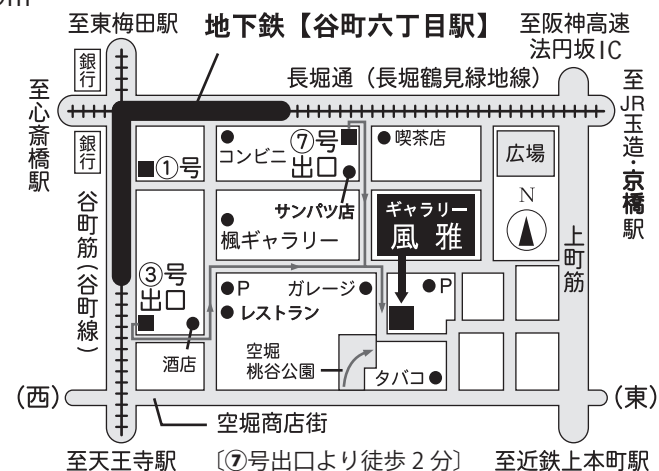 至東梅田駅
地下鉄【谷町六丁目駅】
至阪神高速
法円坂IC
銀行
長堀通（長堀鶴見緑地線）
至心斎橋駅
至JR玉造・京橋駅
銀行
①号
コンビニ
⑦号
出口
喫茶店
広場
サンパツ店
ギャラリー
風雅
N
楓ギャラリー
谷町筋(谷町線)
上町筋
③号
出口
P
ガレージ
P
レストラン
酒店
空堀
桃谷公園
タバコ
（西）
（東）
空堀商店街
至天王寺駅
〔⑦号出口より徒歩2分〕
至近鉄上本町駅